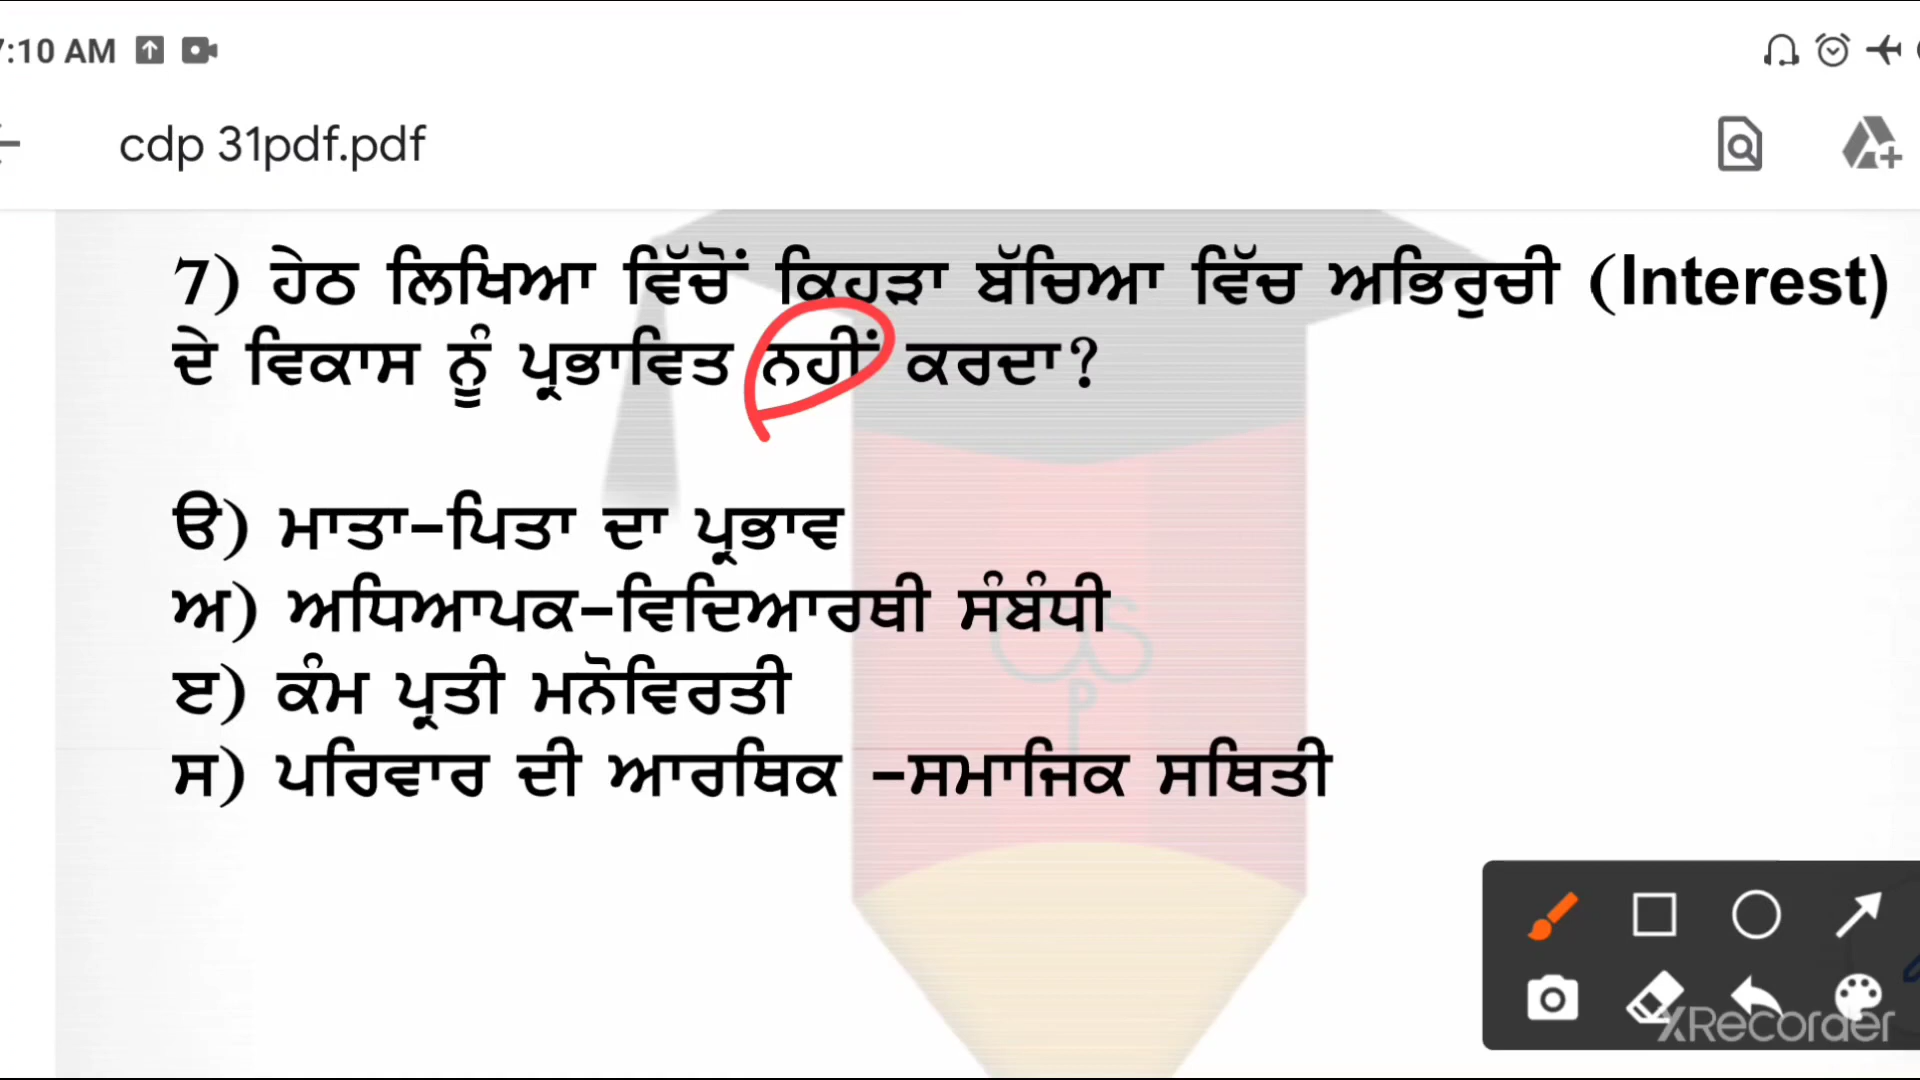 7:10 AM
cdp 31pdf.pdf
7) ਹੇਠ ਲਿਖਿਆ ਵਿੱਚੋਂ ਕਿਹੜਾ ਬੱਚਿਆ ਵਿੱਚ ਅਭਿਰੁਚੀ (Interest)
ਦੇ ਵਿਕਾਸ ਨੂੰ ਪ੍ਰਭਾਵਿਤ ਨਹੀਂ ਕਰਦਾ?
ੳ) ਮਾਤਾ-ਪਿਤਾ ਦਾ ਪ੍ਰਭਾਵ
ਅ) ਅਧਿਆਪਕ-ਵਿਦਿਆਰਥੀ ਸੰਬੰਧੀ
ੲ) ਕੰਮ ਪ੍ਰਤੀ ਮਨੋਵਿਰਤੀ
ਸ) ਪਰਿਵਾਰ ਦੀ ਆਰਥਿਕ -ਸਮਾਜਿਕ ਸਥਿਤੀ
XRecorder